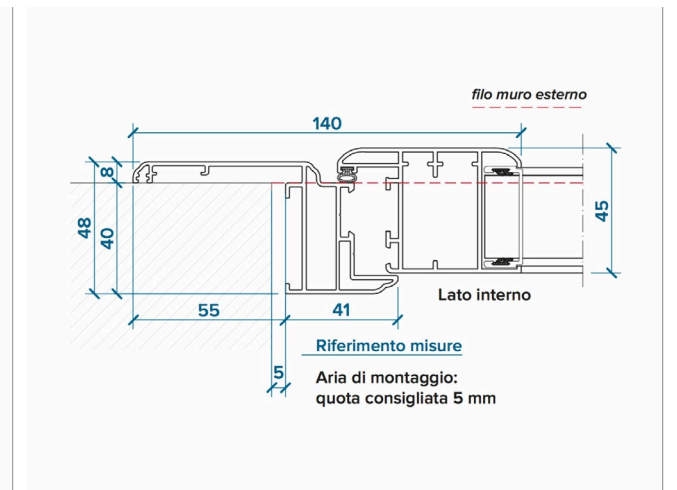 filo muro esterno
140
8
48
40
45
Lato interno
55
41
Riferimento misure
5
Aria di montaggio:
quota consigliata 5 mm